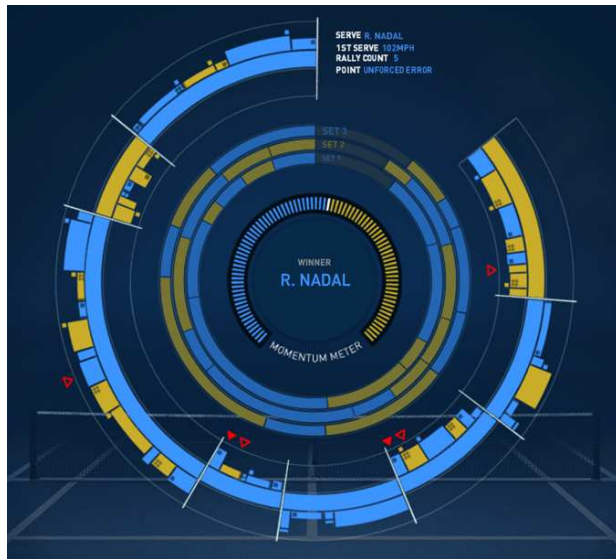 SERVE R. NADAL
1ST SERVE 102MPH
RALLY COUNT 5
POINT UNFORCED ERROR
SET 3
SET 2
SET 1
WINNER
R. NADAL
MOMENTUM METER